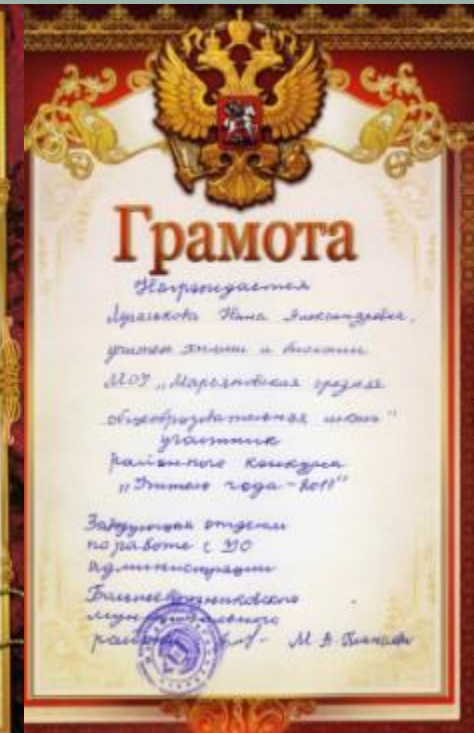 Грамота
Награждается
Нина Александровна,
учитель химии и биологии
МОУ „Марьяновская средняя
общеобразовательная школа"
участник
районного конкурса
„Учитель года - 2011"
Заведующая отделом
по работе с УО
администрации
Большеберезниковского
муниципального
района М. А.